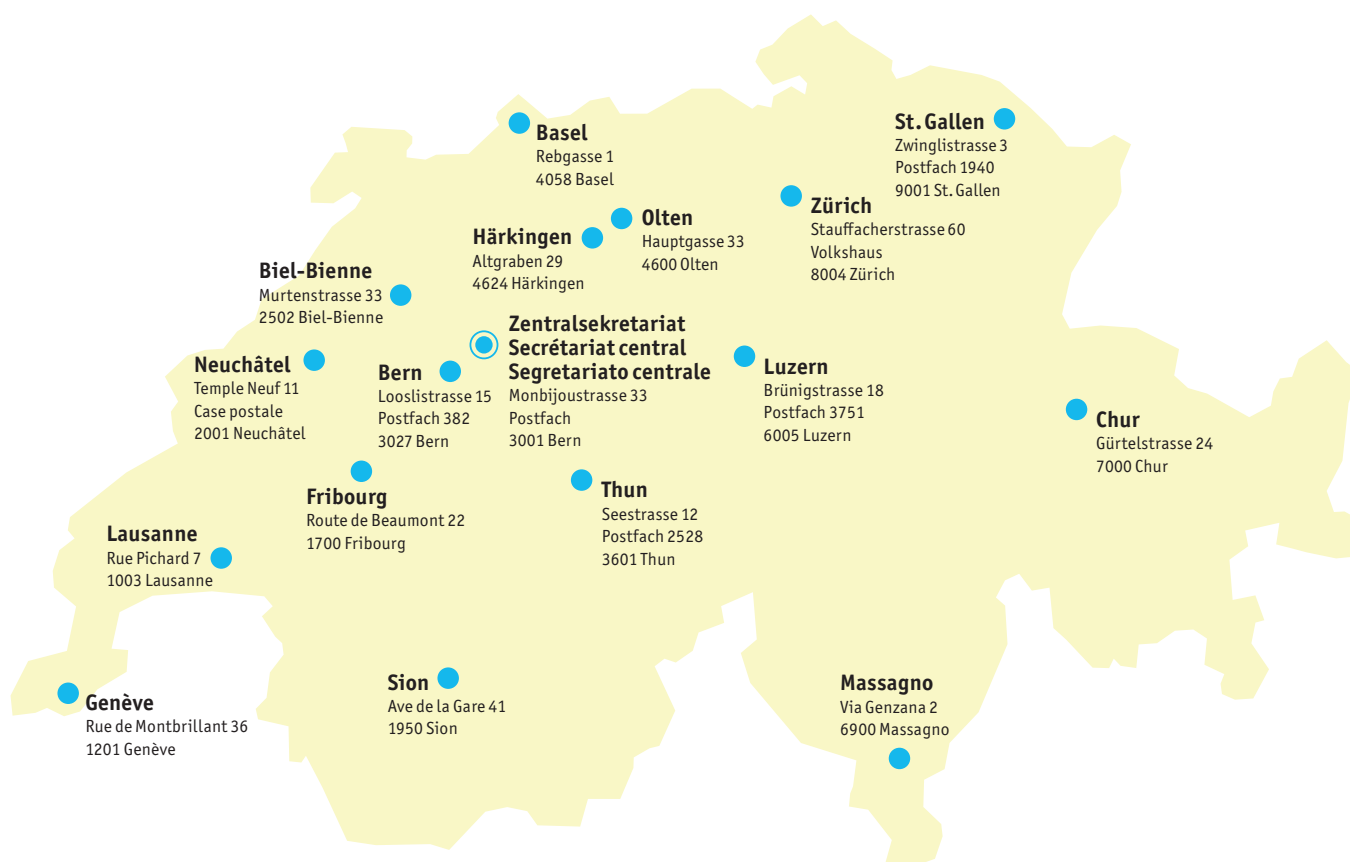 Basel
Rebgasse 1
4058 Basel
St. Gallen
Zwinglistrasse 3
Postfach 1940
9001 St. Gallen
Zürich
Stauffacherstrasse 60
Volkshaus
8004 Zürich
Olten
Hauptgasse 33
4600 Olten
Härkingen
Altgraben 29
4624 Härkingen
Biel-Bienne
Murtenstrasse 33
2502 Biel-Bienne
Zentralsekretariat
Secrétariat central
Segretariato centrale
Monbijoustrasse 33
Postfach
3001 Bern
Neuchâtel
Temple Neuf 11
Case postale
2001 Neuchâtel
Bern
Looslistrasse 15
Postfach 382
3027 Bern
Luzern
Brünigstrasse 18
Postfach 3751
6005 Luzern
Chur
Gürtelstrasse 24
7000 Chur
Fribourg
Route de Beaumont 22
1700 Fribourg
Thun
Seestrasse 12
Postfach 2528
3601 Thun
Lausanne
Rue Pichard 7
1003 Lausanne
Genève
Rue de Montbrillant 36
1201 Genève
Sion
Ave de la Gare 41
1950 Sion
Massagno
Via Genzana 2
6900 Massagno